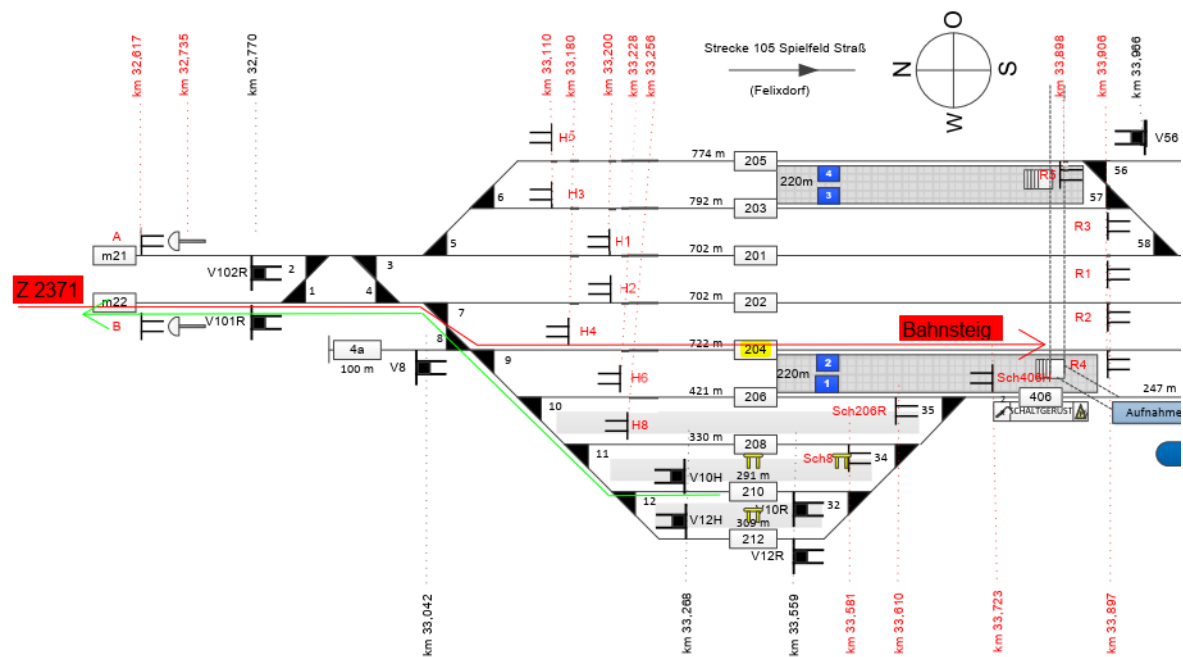 km 32,617
km 32,735
km 32,770
km 33,110
km 33,180
km 33,200
km 33,228
km 33,256
Strecke 105 Spielfeld Straß
(Felixdorf)
O
N
S
W
km 33,898
km 33,906
km 33,966
H5
V56
774 m
205
220m
4
R5
56
6
H3
3
57
792 m
203
A
5
H1
R3
58
m21
702 m
201
V102R
2
3
R1
Z 2371
1
4
H2
m22
702 m
202
B
V101R
7
H4
R2
Bahnsteig
8
722 m
204
4a
9
100 m
V8
2
R4
H6
220m
1
Sch406H
247 m
421 m
206
406
10
Sch206R
35
2
SCHALTGERÜST
Aufnahme
H8
330 m
208
11
Sch8
34
V10H
291 m
210
12
V10R
32
V12H
309 m
212
V12R
km 33,042
km 33,268
km 33,559
km 33,581
km 33,610
km 33,723
km 33,897